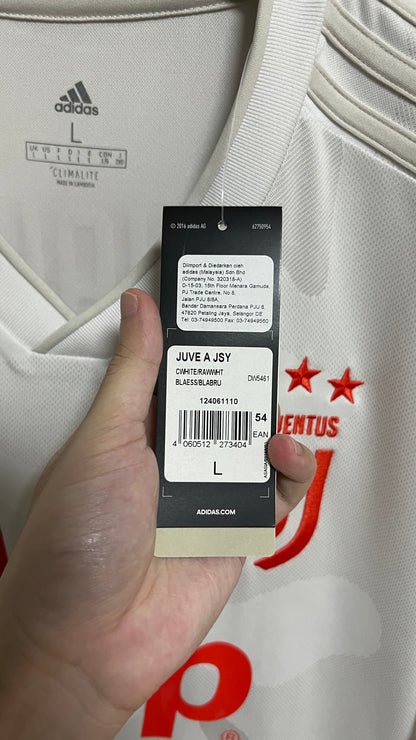 adidas
L
CLIMALITE
MADE IN CAMBODIA
© 2016 adidas AG 62750954
Diimport & Diedarkan oleh
adidas (Malaysia) Sdn Bhd
(Company No. 320318-A)
D-15-03, 15th Floor Menara Gamuda,
PJ Trade Centre, No 8,
Jalan PJU 8/8A,
Bandar Damansara Perdana PJU 8,
47820 Petaling Jaya, Selangor DE
Tel: 03-74949500 Fax: 03-74949560
JUVE A JSY
CWHITE/RAWWHT
BLAESS/BLABRU DW5461
124061110
54
EAN
4 060512 273404
L
ADIDAS.COM